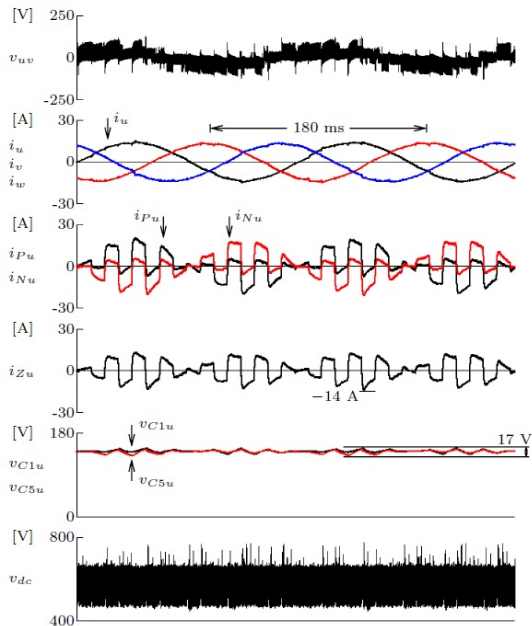 [V]
250
v_uv
0
-250
[A]
30
i_u
i_u
180 ms
i_v
0
i_w
-30
[A]
30
i_Pu
i_Nu
i_Pu
i_Nu
0
-30
[A]
30
i_Zu
0
-30
−14 A
[V]
180
v_C1u
17 V
v_C1u
v_C5u
v_C5u
0
[V]
800
v_dc
400